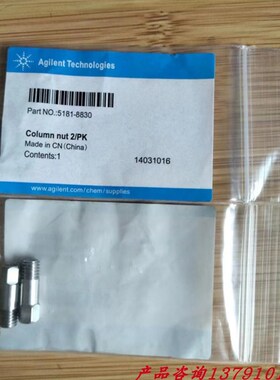 Agilent Technologies
Part NO.:5181-8830
Column nut 2/PK
Made in CN(China)
Contents:1
14031016
www.agilent.com/chem/supplies
产品咨询1379101